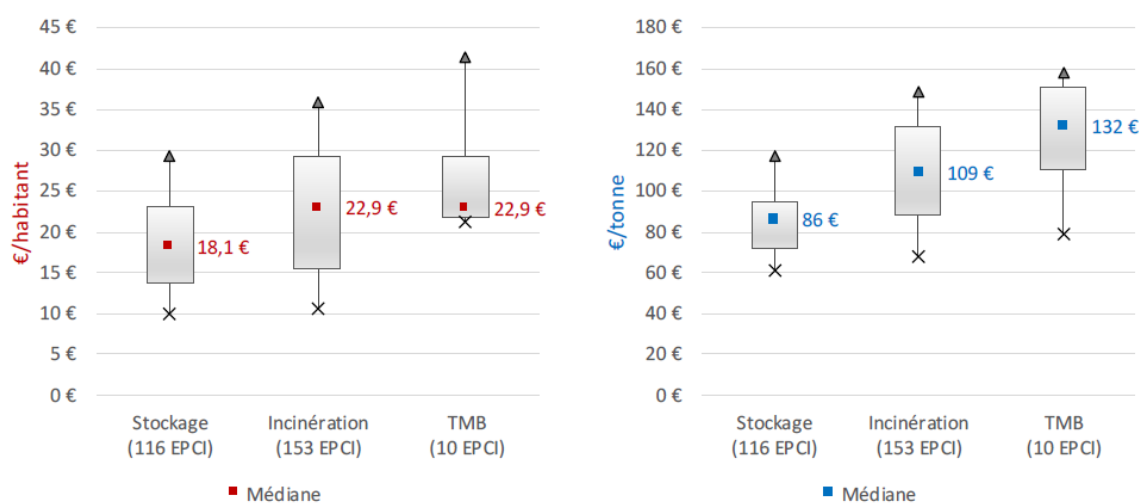 45 €
40 €
35 €
30 €
25 €
20 €
15 €
10 €
5 €
0 €
€/habitant
18,1 €
22,9 €
22,9 €
Stockage
(116 EPCI)
Incinération
(153 EPCI)
TMB
(10 EPCI)
Médiane
180 €
160 €
140 €
120 €
100 €
80 €
60 €
40 €
20 €
0 €
€/tonne
86 €
109 €
132 €
Stockage
(116 EPCI)
Incinération
(153 EPCI)
TMB
(10 EPCI)
Médiane